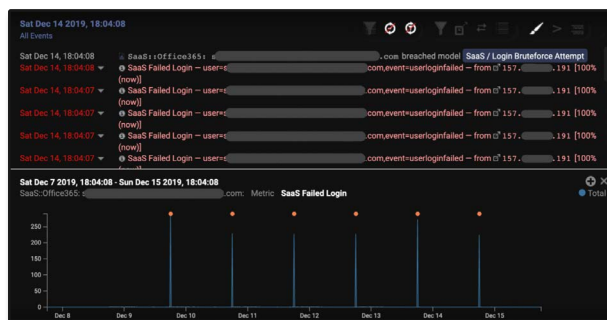 Sat Dec 14 2019, 18:04:08
All Events
Sat Dec 14, 18:04:08 SaaS::Office365: s .com breached model SaaS / Login Bruteforce Attempt
Sat Dec 14, 18:04:08 SaaS Failed Login – user=s com,event=userloginfailed – from 157. .191 [100%
(now)]
Sat Dec 14, 18:04:07 SaaS Failed Login – user=s com,event=userloginfailed – from 157. .191 [100%
(now)]
Sat Dec 14, 18:04:07 SaaS Failed Login – user=s .com,event=userloginfailed – from 157. .191 [100%
(now)]
Sat Dec 14, 18:04:07 SaaS Failed Login – user=s .com,event=userloginfailed – from 157. .191 [100%
(now)]
Sat Dec 14, 18:04:07 SaaS Failed Login – user=s .com,event=userloginfailed – from 157. .191 [100%
(now)]
Sat Dec 7 2019, 18:04:08 - Sun Dec 15 2019, 18:04:08
SaaS::Office365: s .com: Metric SaaS Failed Login
Total
250
200
150
100
50
0
Dec 8 Dec 9 Dec 10 Dec 11 Dec 12 Dec 13 Dec 14 Dec 15